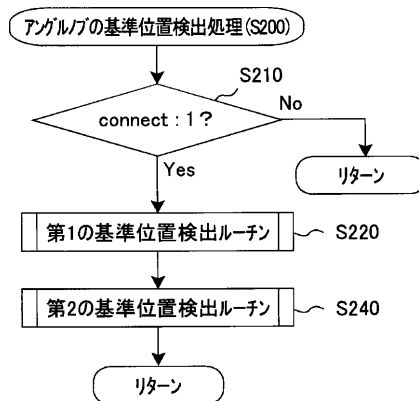 アングルノブの基準位置検出処理(S200)
S210
connect : 1?
No
Yes
リターン
第1の基準位置検出ルーチン
S220
第2の基準位置検出ルーチン
S240
リターン